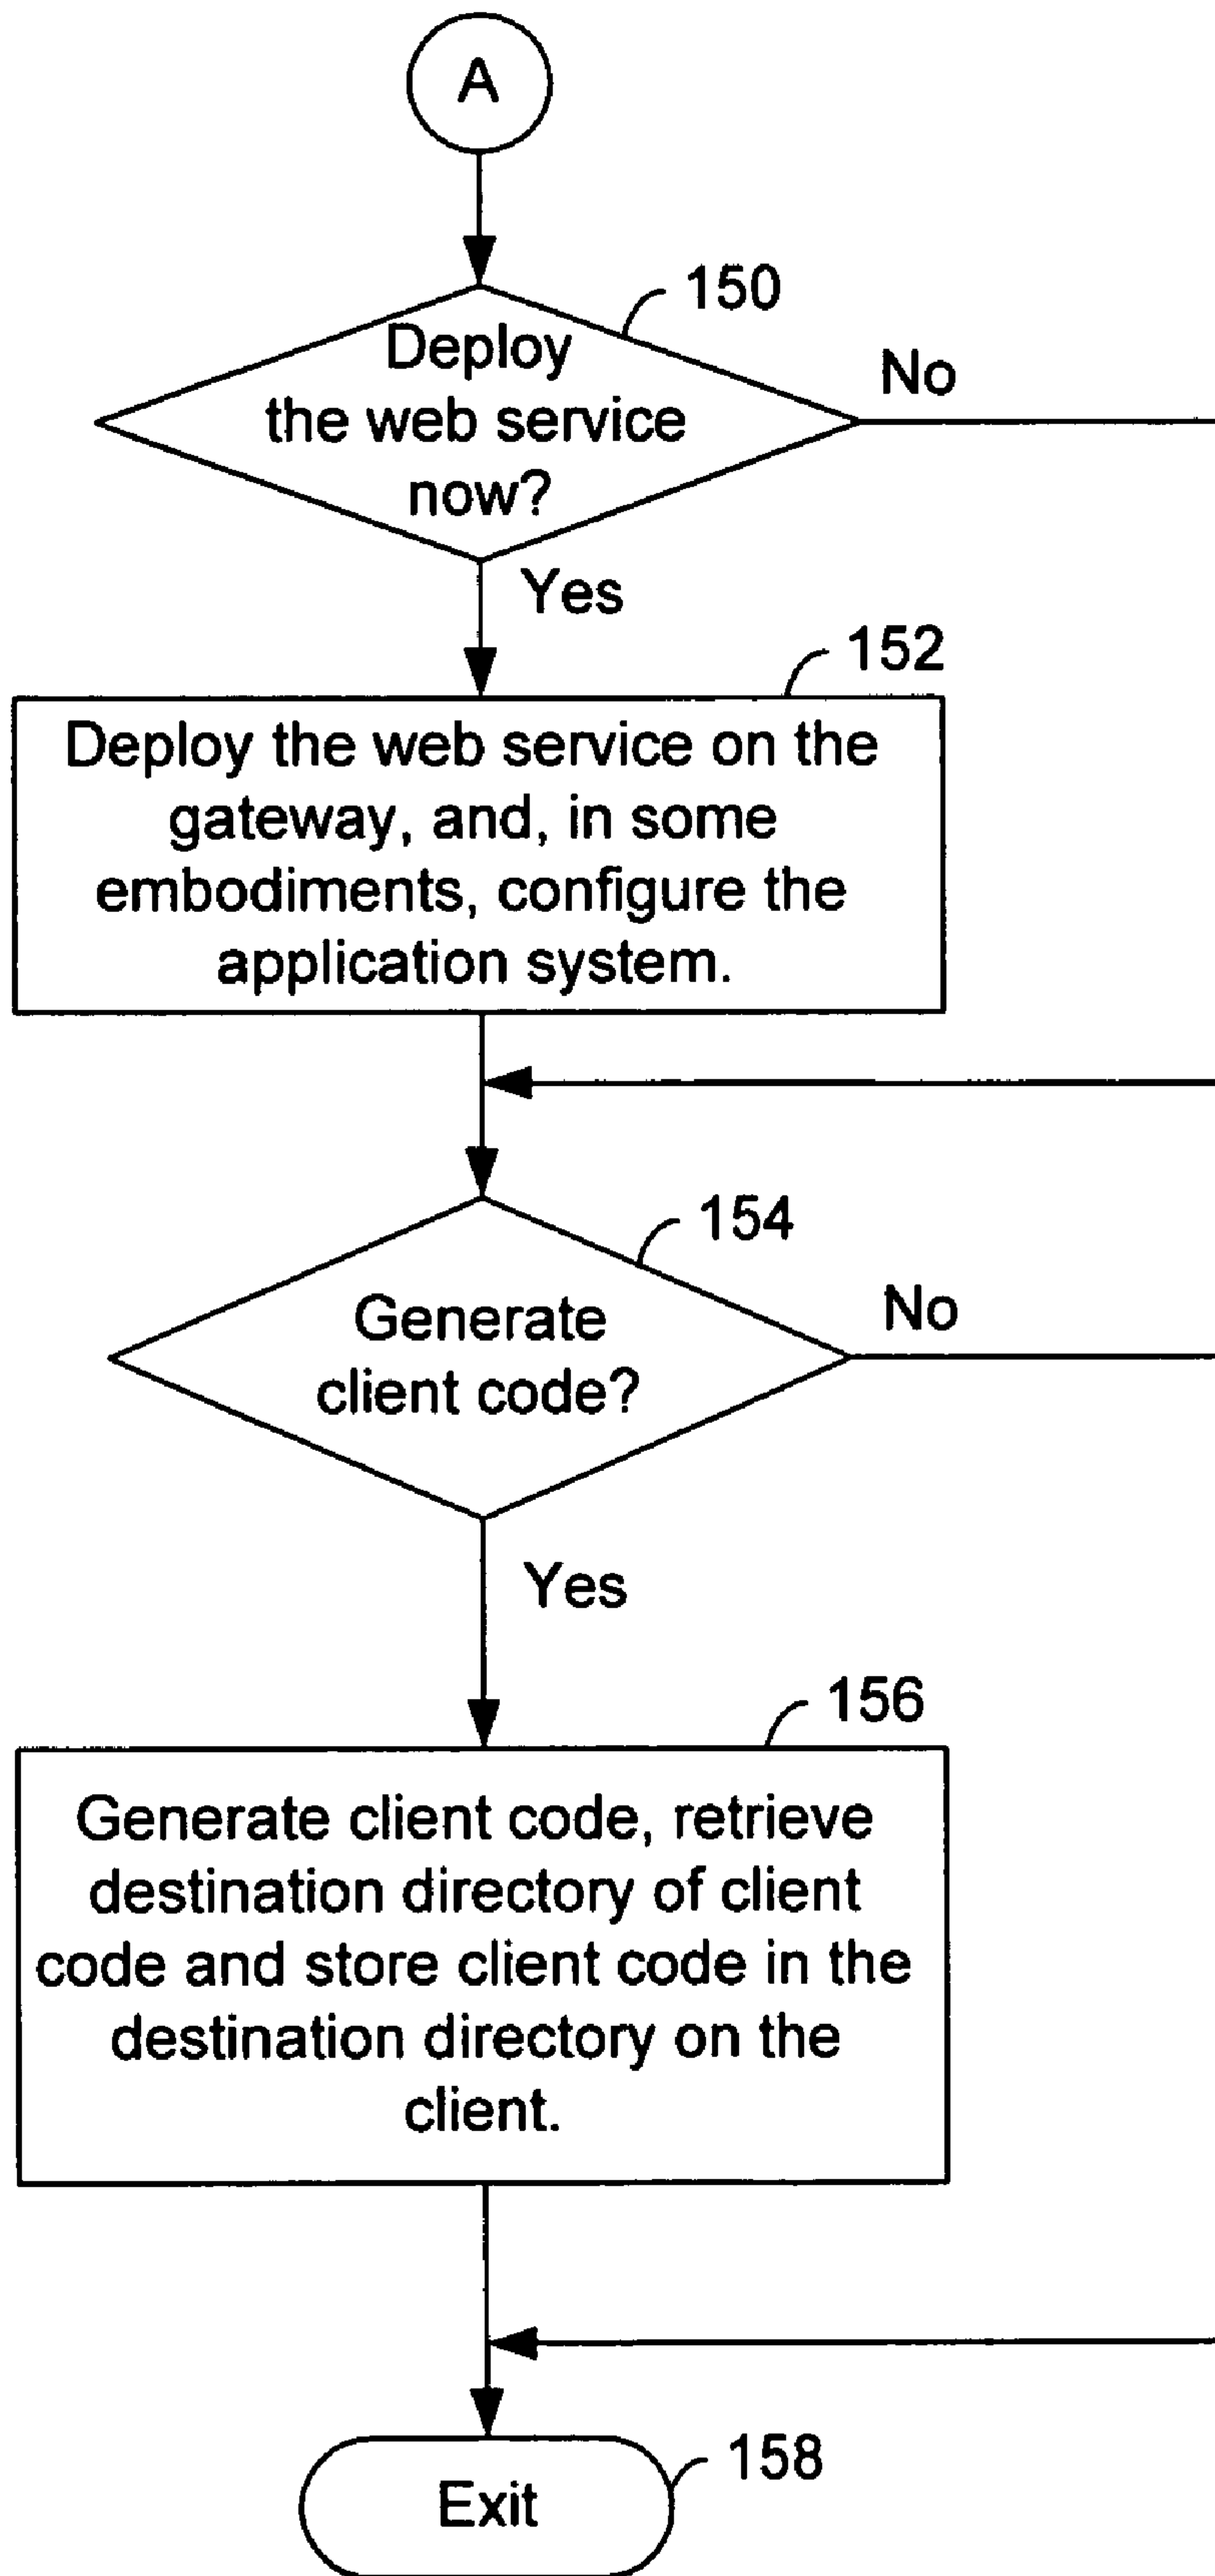 A
150
Deploy
the web service
now?
No
Yes
152
Deploy the web service on the
gateway, and, in some
embodiments, configure the
application system.
154
Generate
client code?
No
Yes
156
Generate client code, retrieve
destination directory of client
code and store client code in the
destination directory on the
client.
158
Exit